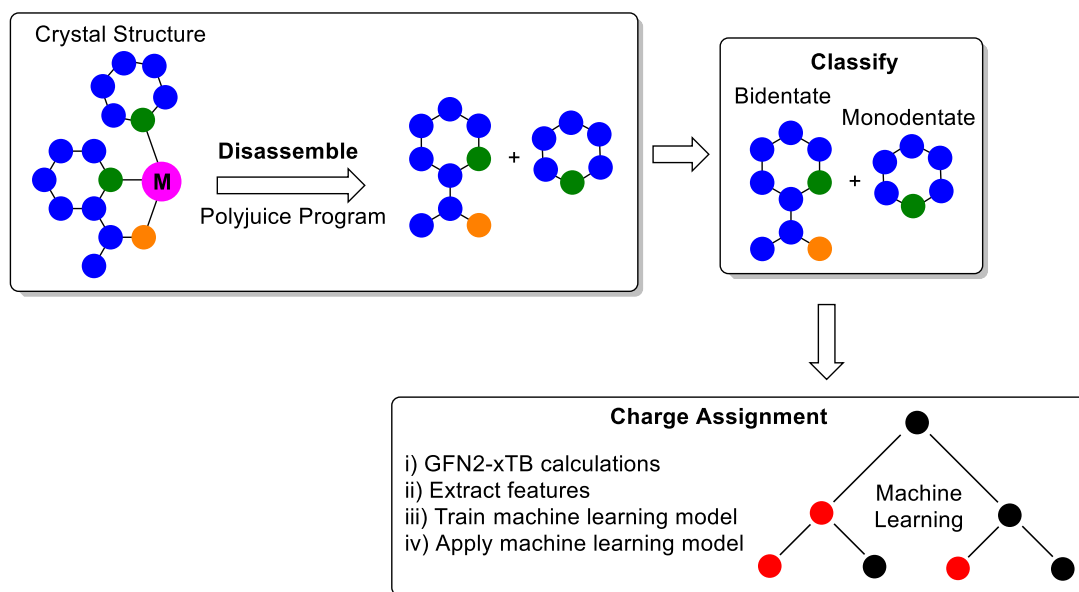 Crystal Structure
M
Disassemble
Polyjuice Program
+
Classify
Bidentate
Monodentate
+
Charge Assignment
i) GFN2-xTB calculations
ii) Extract features
iii) Train machine learning model
iv) Apply machine learning model
Machine
Learning